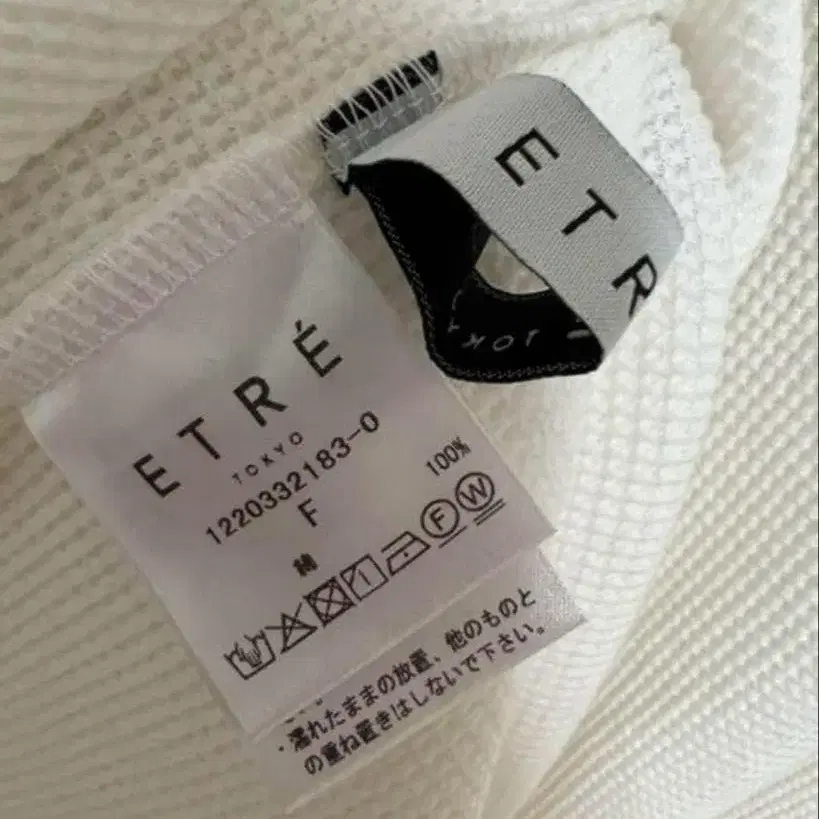 ETR
TOK
ETRÉ
TOKYO
1220332183-0
F
綿 100%
F W
・濡れたままの放置、他のものと
の重ね置きはしないで下さい。